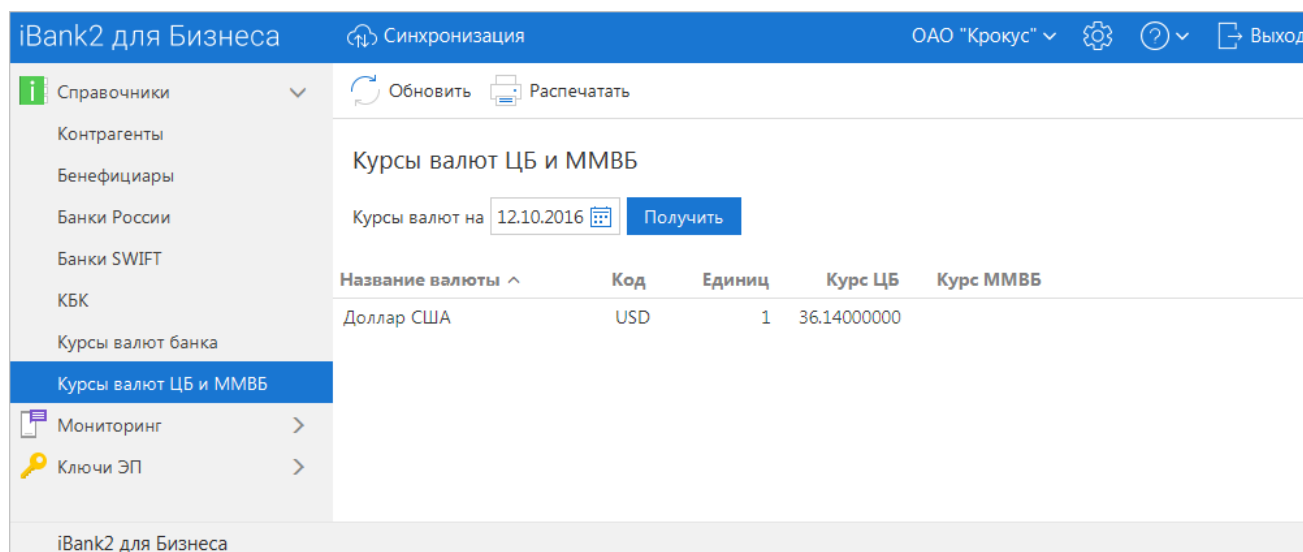 iBank2 для Бизнеса Синхронизация ОАО "Крокус" Выход
Справочники Обновить Распечатать
Контрагенты
Курсы валют ЦБ и ММВБ
Бенефициары
Банки России Курсы валют на 12.10.2016 Получить
Банки SWIFT
Название валюты Код Единиц Курс ЦБ Курс ММВБ
КБК
Доллар США USD 1 36.14000000
Курсы валют банка
Курсы валют ЦБ и ММВБ
Мониторинг
Ключи ЭП
iBank2 для Бизнеса